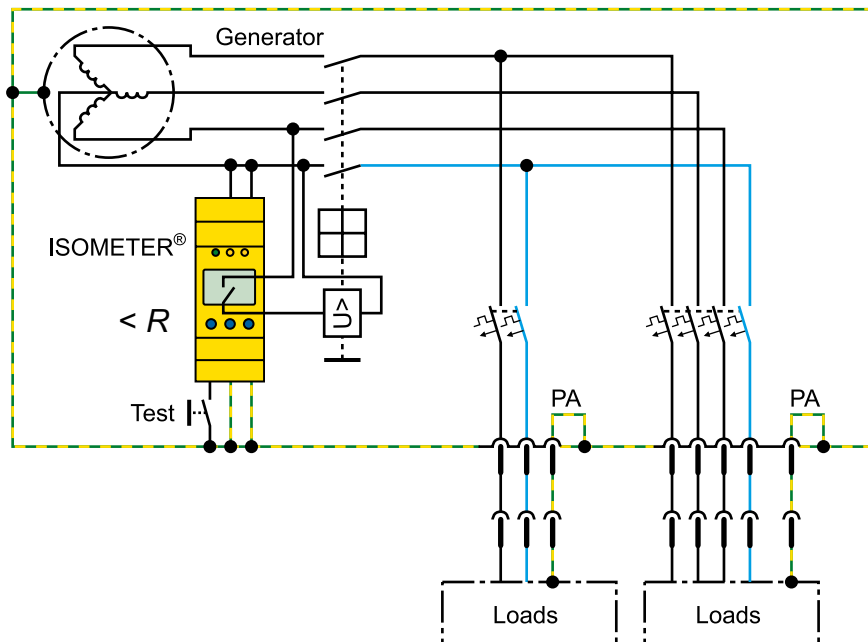 Generator
ISOMETER®
< R
U<
Test
PA
PA
Loads
Loads